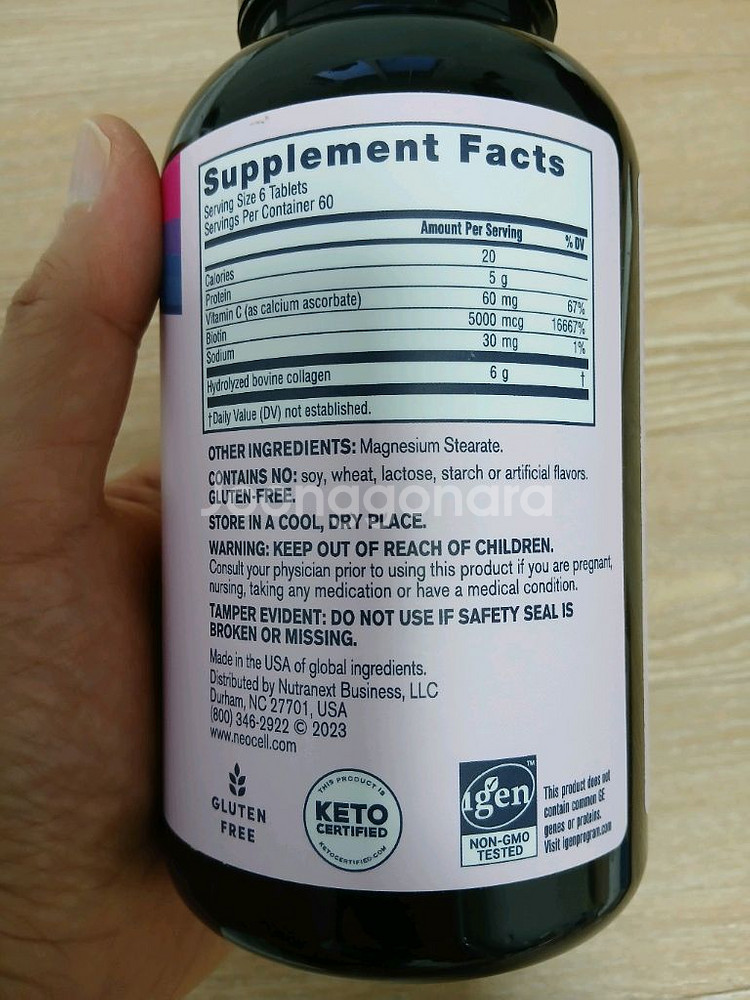 Supplement Facts
Serving Size 6 Tablets
Servings Per Container 60
Amount Per Serving % DV
Calories 20
Protein 5 g
Vitamin C (as calcium ascorbate) 60 mg 67%
Biotin 5000 mcg 16667%
Sodium 30 mg 1%
Hydrolyzed bovine collagen 6 g †
†Daily Value (DV) not established.
OTHER INGREDIENTS: Magnesium Stearate.
CONTAINS NO: soy, wheat, lactose, starch or artificial flavors.
GLUTEN-FREE.
STORE IN A COOL, DRY PLACE.
WARNING: KEEP OUT OF REACH OF CHILDREN.
Consult your physician prior to using this product if you are pregnant,
nursing, taking any medication or have a medical condition.
TAMPER EVIDENT: DO NOT USE IF SAFETY SEAL IS
BROKEN OR MISSING.
Made in the USA of global ingredients.
Distributed by Nutranext Business, LLC
Durham, NC 27701, USA
(800) 346-2922 © 2023
www.neocell.com
GLUTEN
FREE
THIS PRODUCT IS
KETO
CERTIFIED
KETOCERTIFIED.COM
igen™
NON-GMO
TESTED
This product does not
contain common GE
genes or proteins.
Visit igenprogram.com
joonggonara